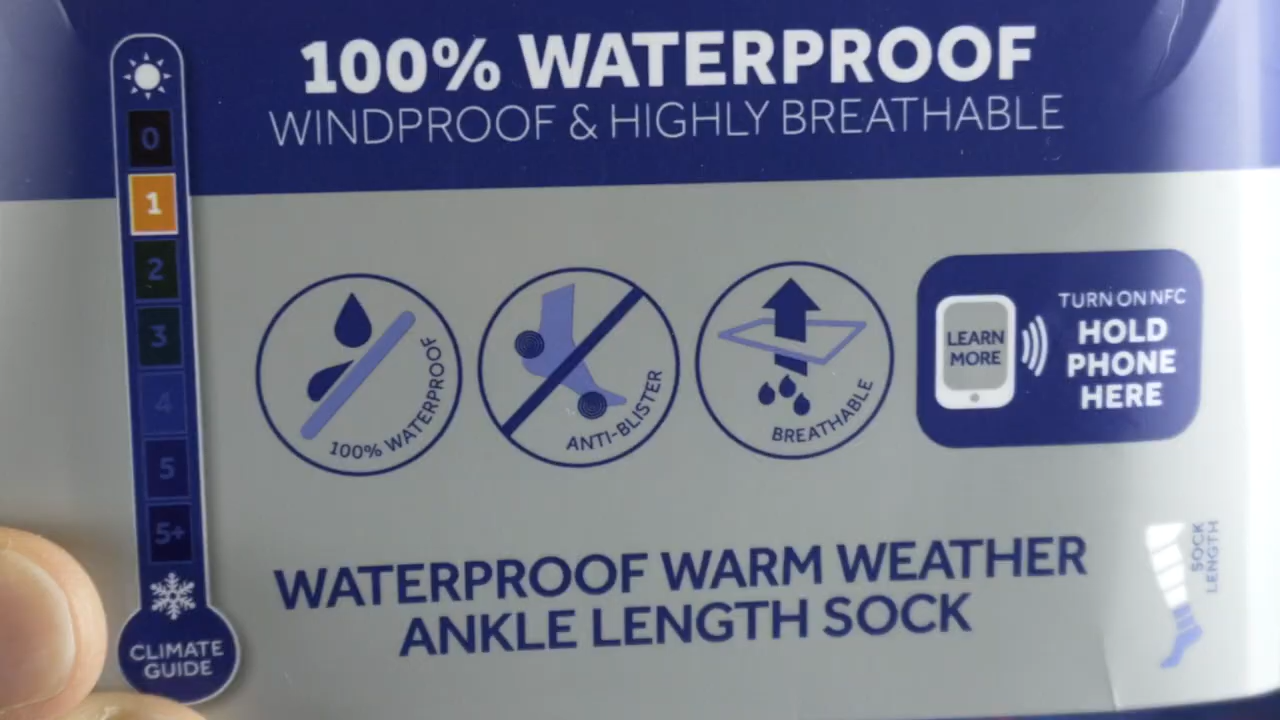 100% WATERPROOF
WINDPROOF & HIGHLY BREATHABLE
0
1
2
3
4
5
5+
CLIMATE
GUIDE
100% WATERPROOF
ANTI-BLISTER
BREATHABLE
LEARN
MORE
TURN ON NFC
HOLD
PHONE
HERE
WATERPROOF WARM WEATHER
ANKLE LENGTH SOCK
SOCK
LENGTH